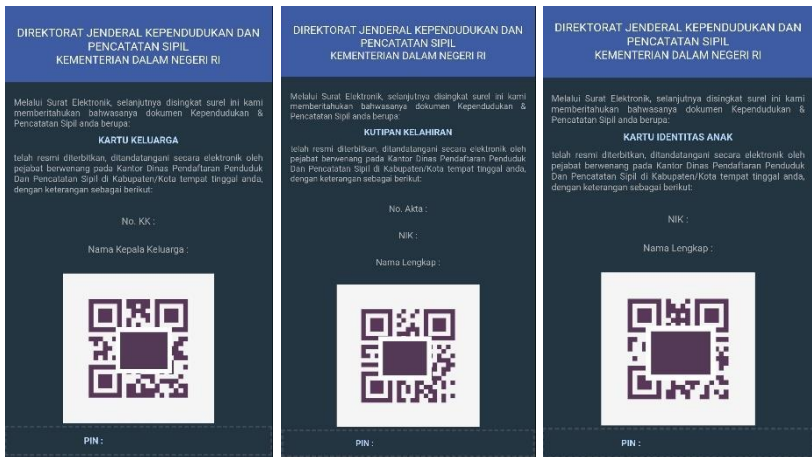 DIREKTORAT JENDERAL KEPENDUDUKAN DAN
PENCATATAN SIPIL
KEMENTERIAN DALAM NEGERI RI
Melalui Surat Elektronik, selanjutnya disingkat surel ini kami
memberitahukan bahwasanya dokumen Kependudukan &
Pencatatan Sipil anda berupa:
KARTU KELUARGA
telah resmi diterbitkan, ditandatangani secara elektronik oleh
pejabat berwenang pada Kantor Dinas Pendaftaran Penduduk
Dan Pencatatan Sipil di Kabupaten/Kota tempat tinggal anda,
dengan keterangan sebagai berikut:
No. KK :
Nama Kepala Keluarga :
PIN :
DIREKTORAT JENDERAL KEPENDUDUKAN DAN
PENCATATAN SIPIL
KEMENTERIAN DALAM NEGERI RI
Melalui Surat Elektronik, selanjutnya disingkat surel ini kami
memberitahukan bahwasanya dokumen Kependudukan &
Pencatatan Sipil anda berupa:
KUTIPAN KELAHIRAN
telah resmi diterbitkan, ditandatangani secara elektronik oleh
pejabat berwenang pada Kantor Dinas Pendaftaran Penduduk
Dan Pencatatan Sipil di Kabupaten/Kota tempat tinggal anda,
dengan keterangan sebagai berikut:
No. Akta :
NIK :
Nama Lengkap :
PIN :
DIREKTORAT JENDERAL KEPENDUDUKAN DAN
PENCATATAN SIPIL
KEMENTERIAN DALAM NEGERI RI
Melalui Surat Elektronik, selanjutnya disingkat surel ini kami
memberitahukan bahwasanya dokumen Kependudukan &
Pencatatan Sipil anda berupa:
KARTU IDENTITAS ANAK
telah resmi diterbitkan, ditandatangani secara elektronik oleh
pejabat berwenang pada Kantor Dinas Pendaftaran Penduduk
Dan Pencatatan Sipil di Kabupaten/Kota tempat tinggal anda,
dengan keterangan sebagai berikut:
NIK :
Nama Lengkap :
PIN :